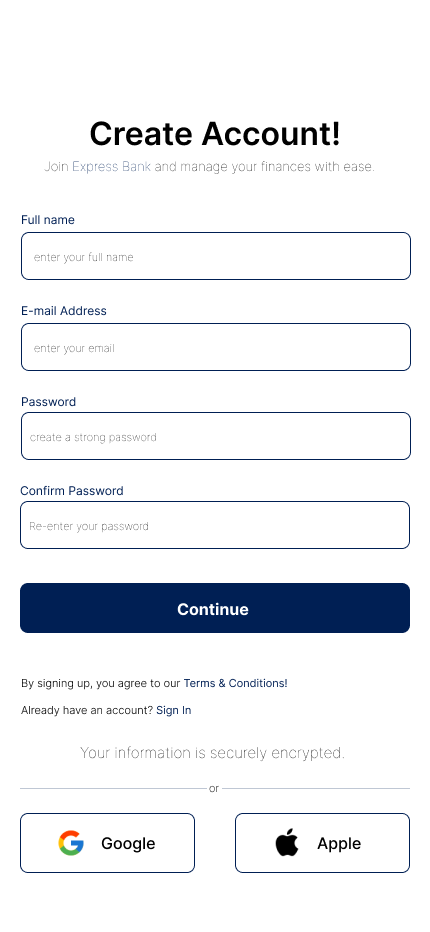 Create Account!
Join Express Bank and manage your finances with ease.
Full name
enter your full name
E-mail Address
enter your email
Password
create a strong password
Confirm Password
Re-enter your password
Continue
By signing up, you agree to our Terms & Conditions!
Already have an account? Sign In
Your information is securely encrypted.
or
Google
Apple